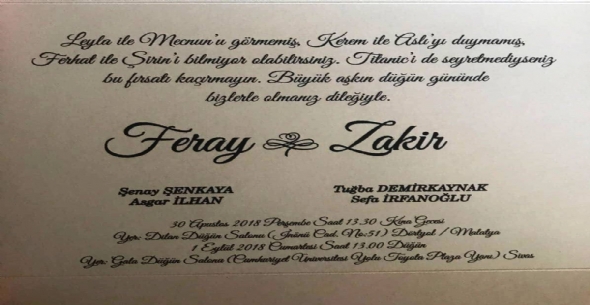 Leyla ile Mecnun'u görmemiş, Kerem ile Aslı'yı duymamış,
Ferhat ile Şirin'i bilmiyor olabilirsiniz. Titanic'i de seyretmediyseniz
bu fırsatı kaçırmayın. Büyük aşkın düğün gününde
bizlerle olmanız dileğiyle.
Feray Zakir
Şenay ŞENKAYA
Asgar İLHAN
Tuğba DEMİRKAYNAK
Sefa İRFANOĞLU
30 Ağustos 2018 Perşembe Saat 13.30 Kına Gecesi
Yer: Dilan Düğün Salonu (İnönü Cad. No:51) Dörtyol / Malatya
1 Eylül 2018 Cumartesi Saat 13.00 Düğün
Yer: Gala Düğün Salonu (Cumhuriyet Üniversitesi Yolu Toyota Plaza Yanı) Sivas